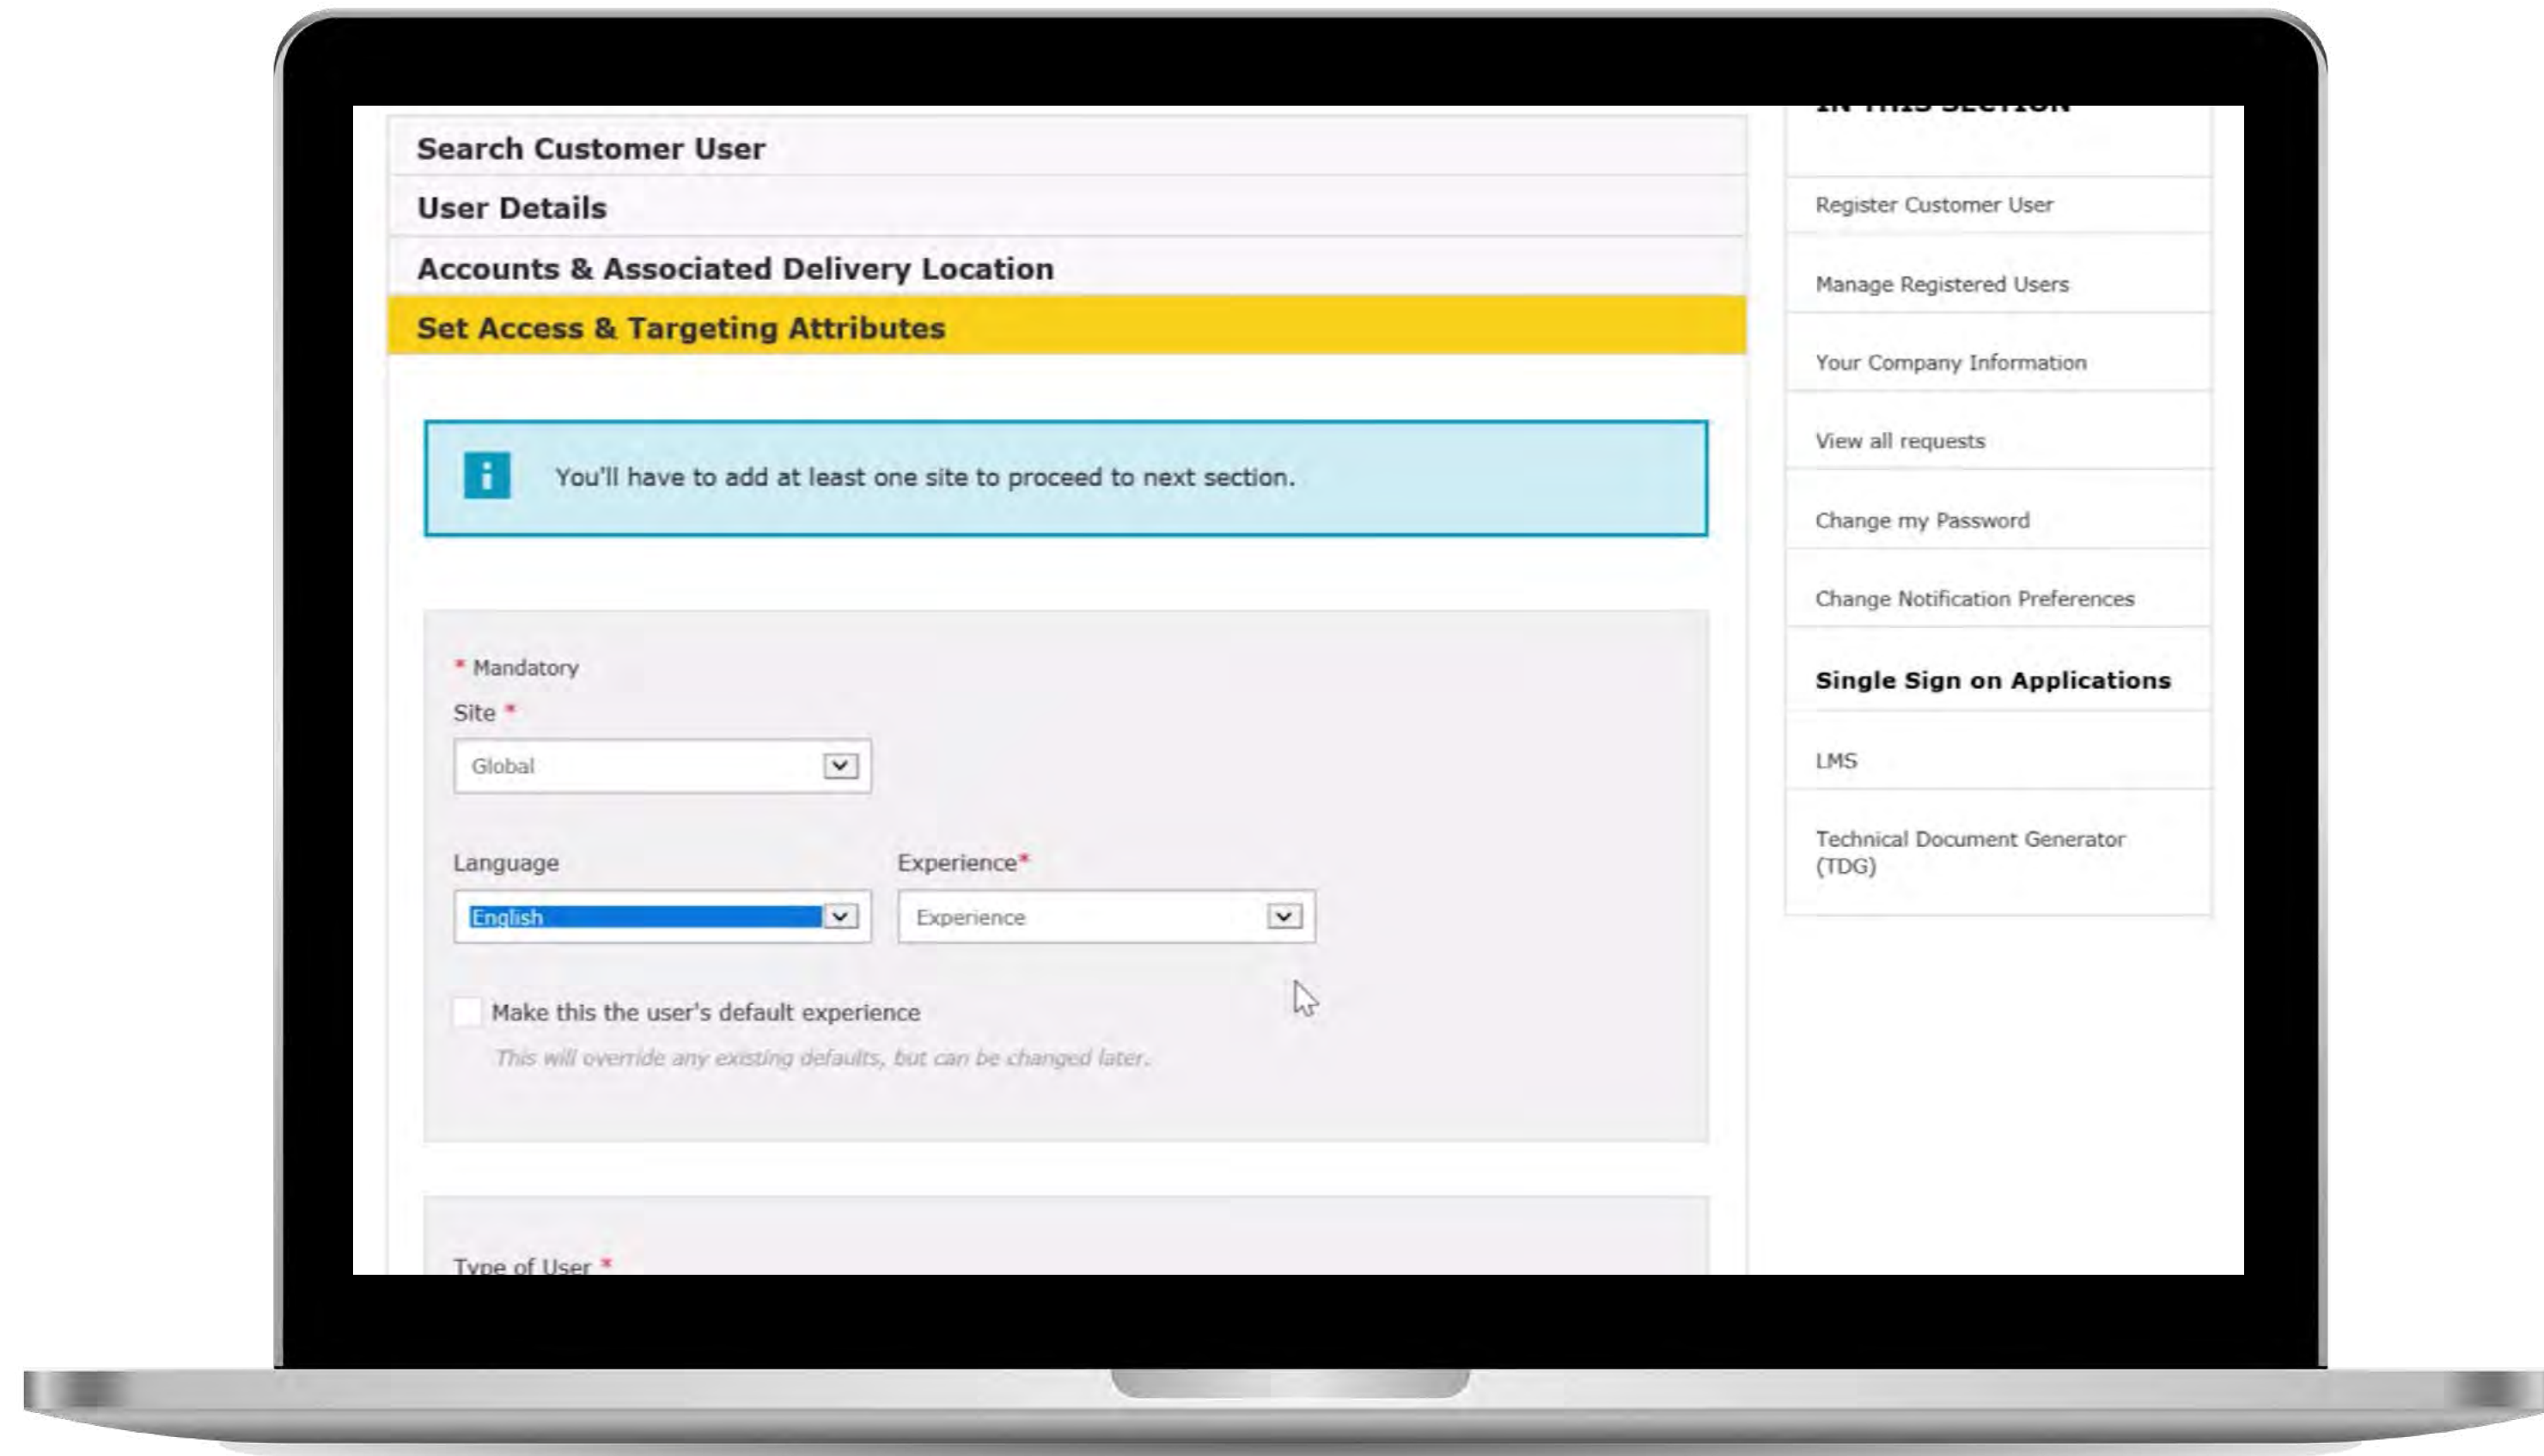 Search Customer User
User Details
Accounts & Associated Delivery Location
Set Access & Targeting Attributes
i
You'll have to add at least one site to proceed to next section.
* Mandatory
Site *
Global
Language
Experience*
English
Experience
Make this the user's default experience
This will override any existing defaults, but can be changed later.
Type of User *
IN THIS SECTION
Register Customer User
Manage Registered Users
Your Company Information
View all requests
Change my Password
Change Notification Preferences
Single Sign on Applications
LMS
Technical Document Generator
(TDG)